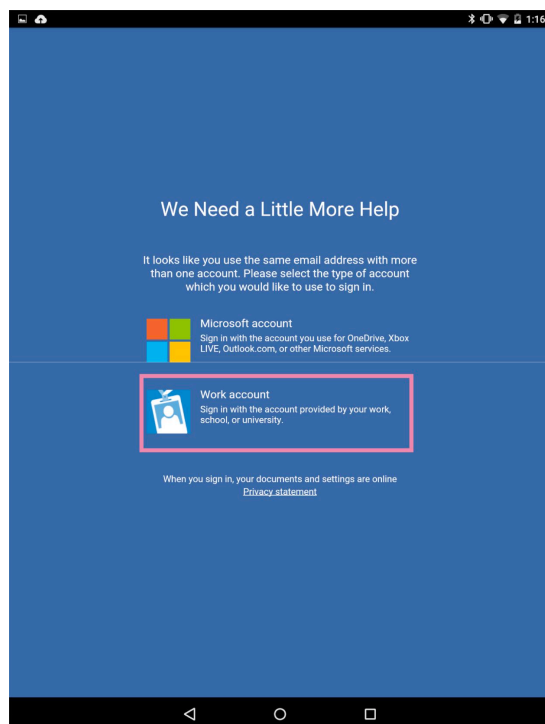 1:16
We Need a Little More Help
It looks like you use the same email address with more
than one account. Please select the type of account
which you would like to use to sign in.
Microsoft account
Sign in with the account you use for OneDrive, Xbox
LIVE, Outlook.com, or other Microsoft services.
Work account
Sign in with the account provided by your work,
school, or university.
When you sign in, your documents and settings are online
Privacy statement